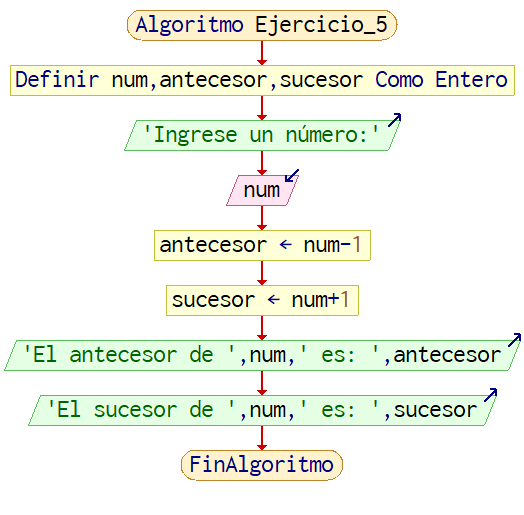 Algoritmo Ejercicio_5
Definir num,antecesor,sucesor Como Entero
'Ingrese un número:'
num
antecesor ← num-1
sucesor ← num+1
'El antecesor de ',num,' es: ',antecesor
'El sucesor de ',num,' es: ',sucesor
FinAlgoritmo